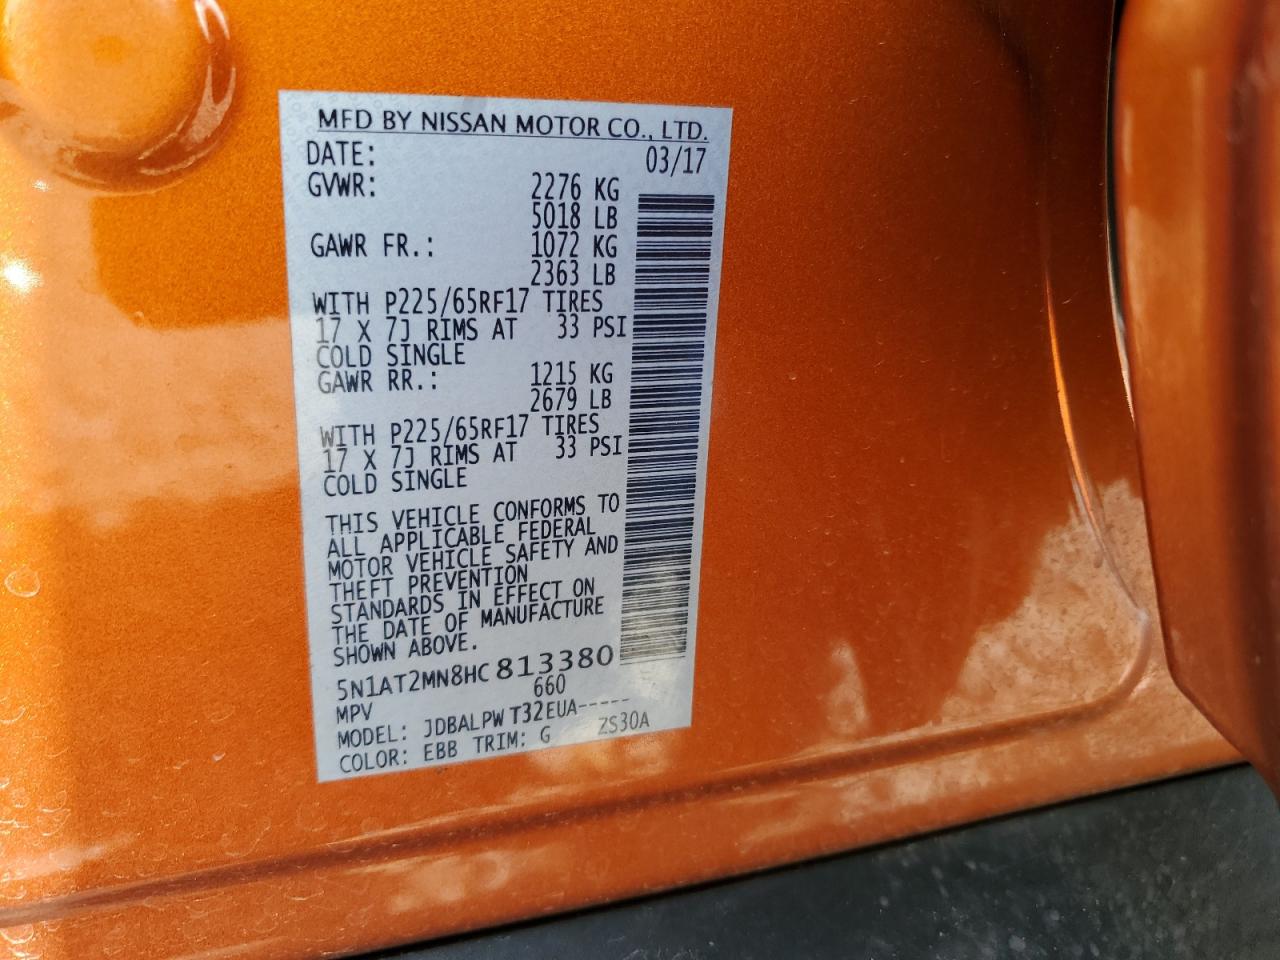 MFD BY NISSAN MOTOR CO., LTD.
DATE: 03/17
GVWR: 2276 KG
5018 LB
GAWR FR.: 1072 KG
2363 LB
WITH P225/65RF17 TIRES
17 X 7J RIMS AT 33 PSI
COLD SINGLE
GAWR RR.: 1215 KG
2679 LB
WITH P225/65RF17 TIRES
17 X 7J RIMS AT 33 PSI
COLD SINGLE
THIS VEHICLE CONFORMS TO
ALL APPLICABLE FEDERAL
MOTOR VEHICLE SAFETY AND
THEFT PREVENTION
STANDARDS IN EFFECT ON
THE DATE OF MANUFACTURE
SHOWN ABOVE.
5N1AT2MN8HC 813380
MPV 660
MODEL: JDBALPW T32EUA-----
COLOR: EBB TRIM: G ZS30A